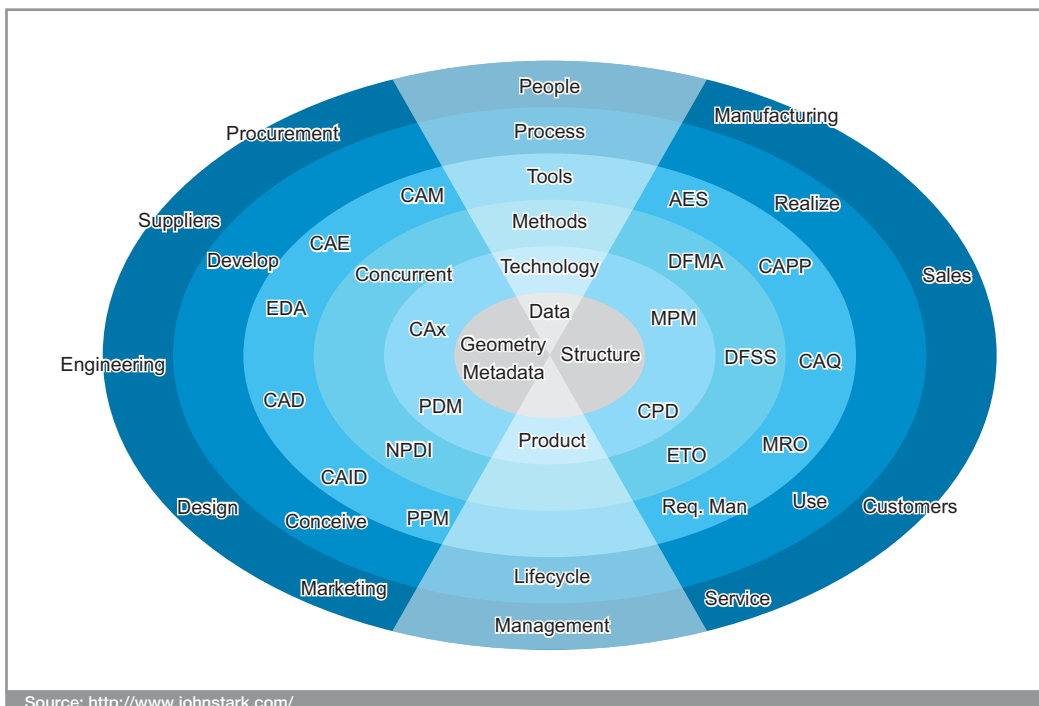 People
Procurement
Manufacturing
Process
Tools
CAM
AES
Realize
Suppliers
Methods
CAE
Develop
Concurrent
Technology
DFMA
CAPP
Sales
EDA
Data
CAx
MPM
Geometry
Structure
DFSS
CAQ
Engineering
Metadata
CAD
PDM
CPD
Product
NPDI
ETO
MRO
CAID
Design
Conceive
PPM
Req. Man
Use
Customers
Lifecycle
Marketing
Service
Management
Source: http://www.johnstark.com/